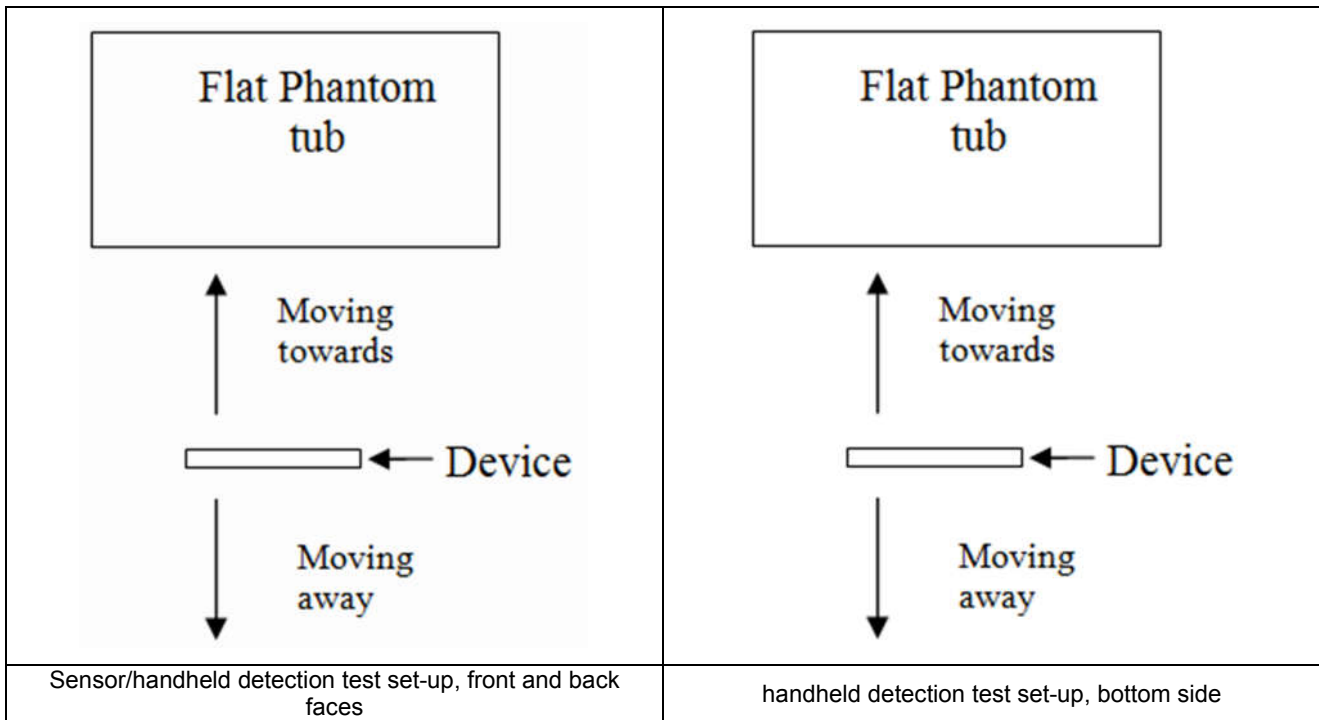 Flat Phantom
tub
Moving
towards
Device
Moving
away
Sensor/handheld detection test set-up, front and back
faces
Flat Phantom
tub
Moving
towards
Device
Moving
away
handheld detection test set-up, bottom side